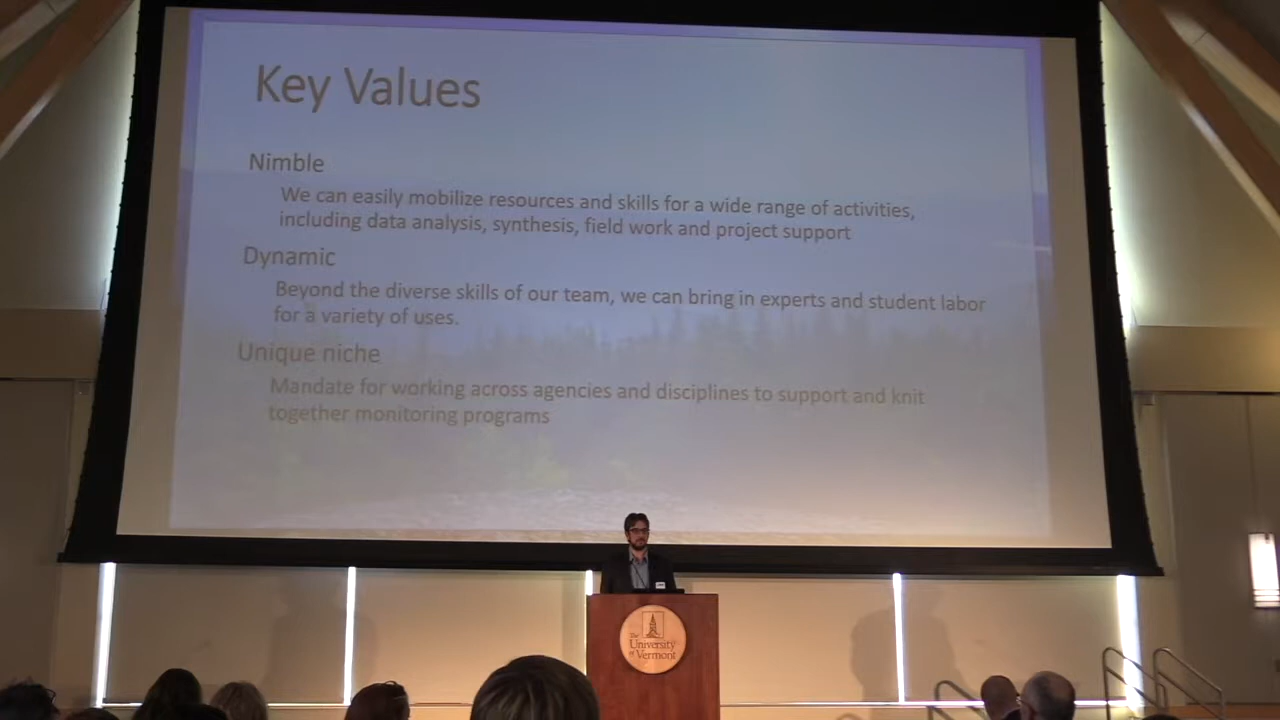 Key Values
Nimble
We can easily mobilize resources and skills for a wide range of activities,
including data analysis, synthesis, field work and project support
Dynamic
Beyond the diverse skills of our team, we can bring in experts and student labor
for a variety of uses.
Unique niche
Mandate for working across agencies and disciplines to support and knit
together monitoring programs
The
University
of Vermont